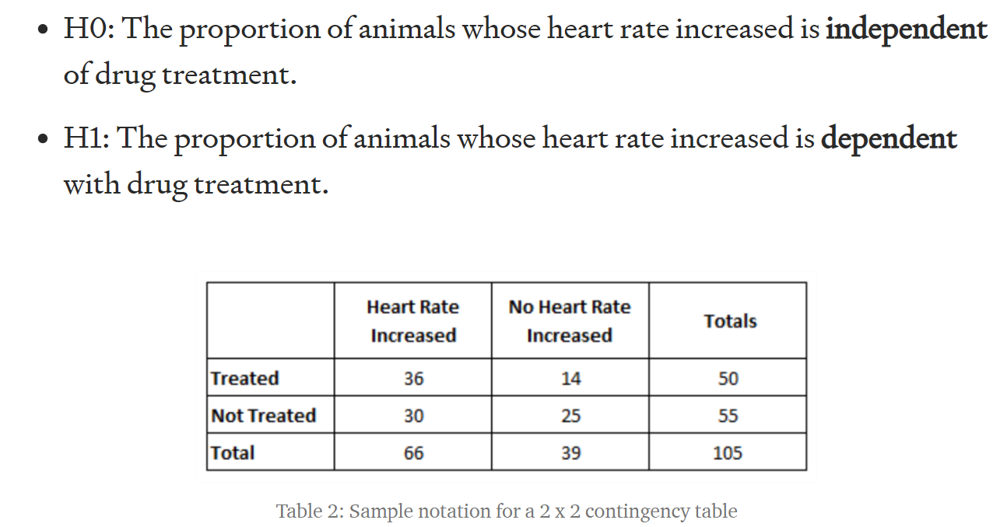 • H0: The proportion of animals whose heart rate increased is independent
of drug treatment.
• H1: The proportion of animals whose heart rate increased is dependent
with drug treatment.
Heart Rate Increased No Heart Rate Increased Totals
Treated 36 14 50
Not Treated 30 25 55
Total 66 39 105
Table 2: Sample notation for a 2 x 2 contingency table